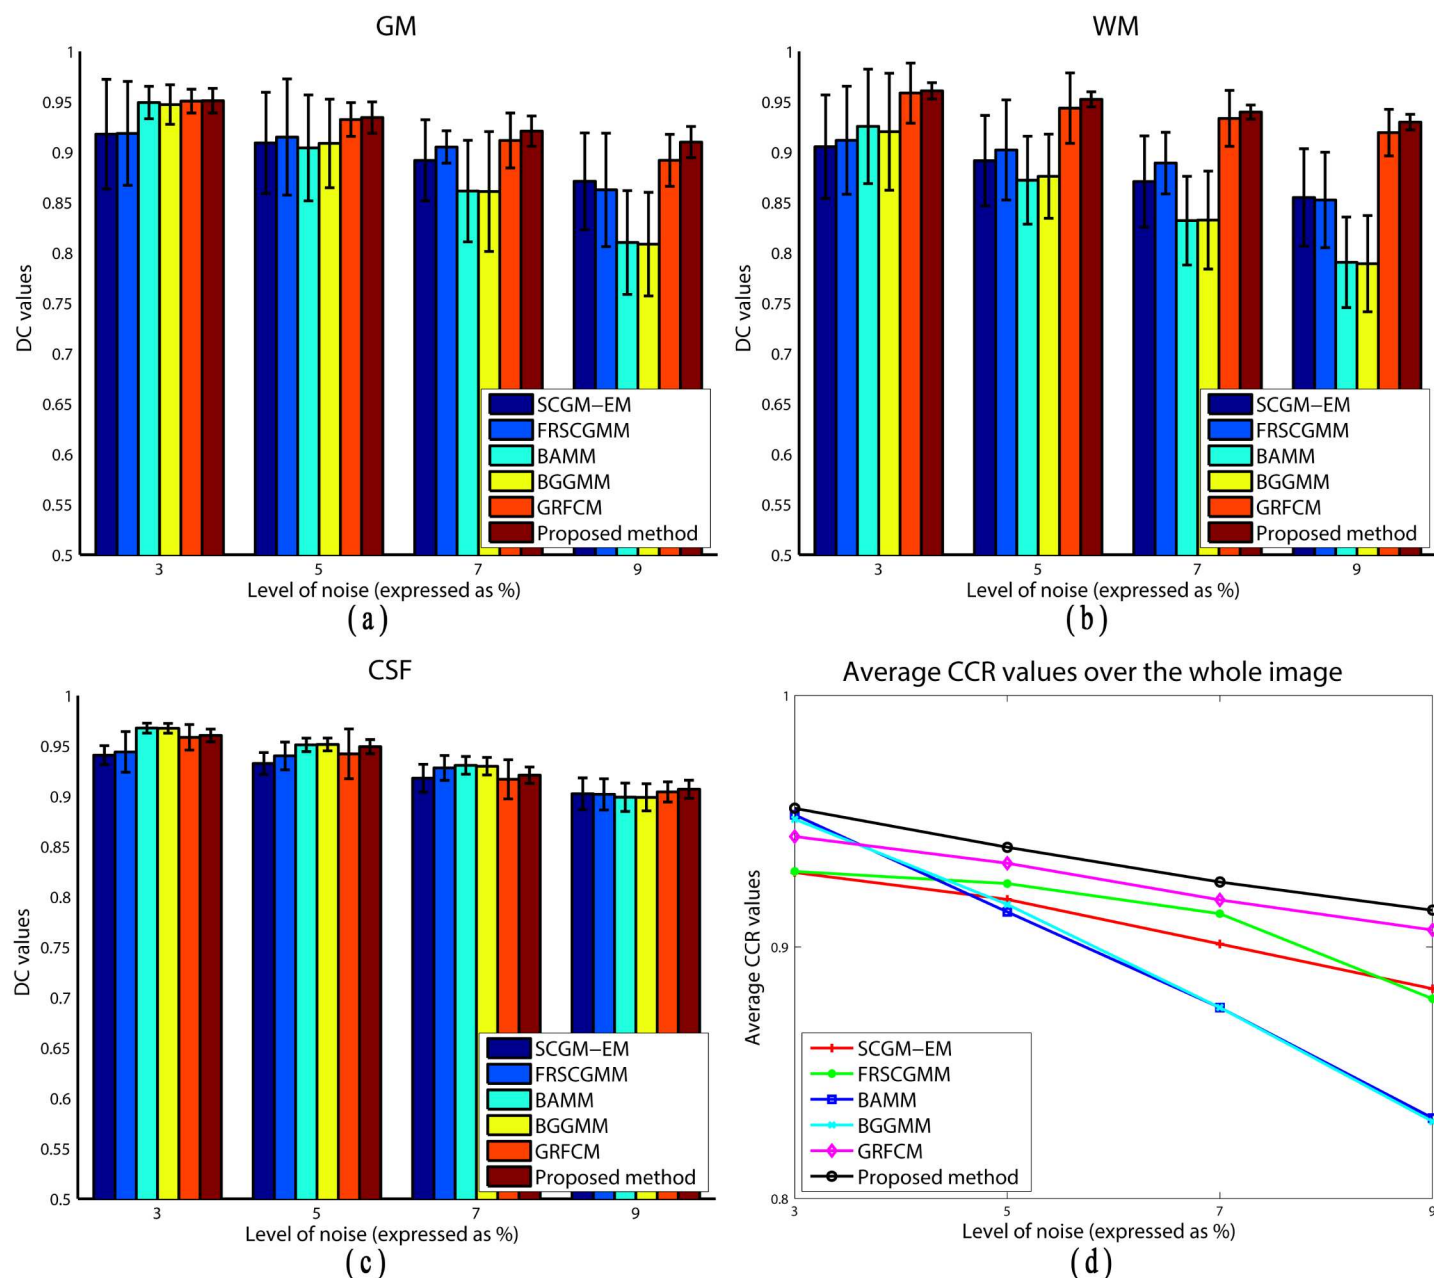 GM
1
0.95
0.9
0.85
0.8
0.75
0.7
0.65
0.6
0.55
0.5
DC values
3 5 7 9
Level of noise (expressed as %)
SCGM−EM
FRSCGMM
BAMM
BGGMM
GRFCM
Proposed method
(a)
WM
1
0.95
0.9
0.85
0.8
0.75
0.7
0.65
0.6
0.55
0.5
DC values
3 5 7 9
Level of noise (expressed as %)
SCGM−EM
FRSCGMM
BAMM
BGGMM
GRFCM
Proposed method
(b)
CSF
1
0.95
0.9
0.85
0.8
0.75
0.7
0.65
0.6
0.55
0.5
DC values
3 5 7 9
Level of noise (expressed as %)
SCGM−EM
FRSCGMM
BAMM
BGGMM
GRFCM
Proposed method
(c)
Average CCR values over the whole image
1
0.9
0.8
Average CCR values
3 5 7 9
Level of noise (expressed as %)
SCGM−EM
FRSCGMM
BAMM
BGGMM
GRFCM
Proposed method
(d)